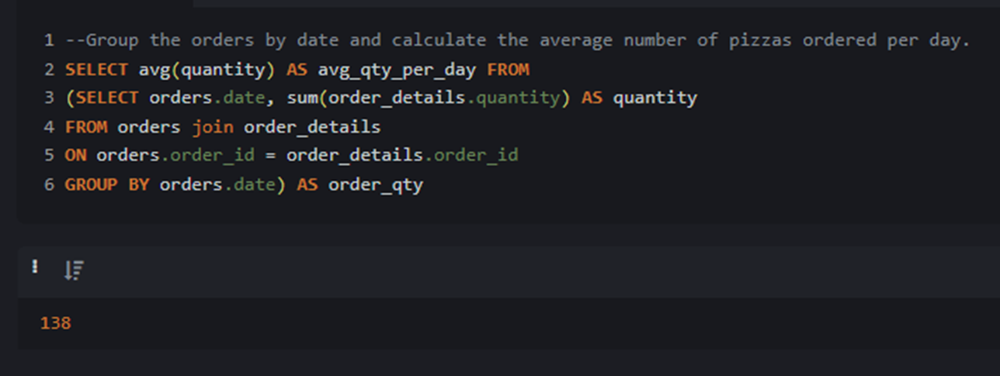 1 --Group the orders by date and calculate the average number of pizzas ordered per day.
2 SELECT avg(quantity) AS avg_qty_per_day FROM
3 (SELECT orders.date, sum(order_details.quantity) AS quantity
4 FROM orders join order_details
5 ON orders.order_id = order_details.order_id
6 GROUP BY orders.date) AS order_qty
138